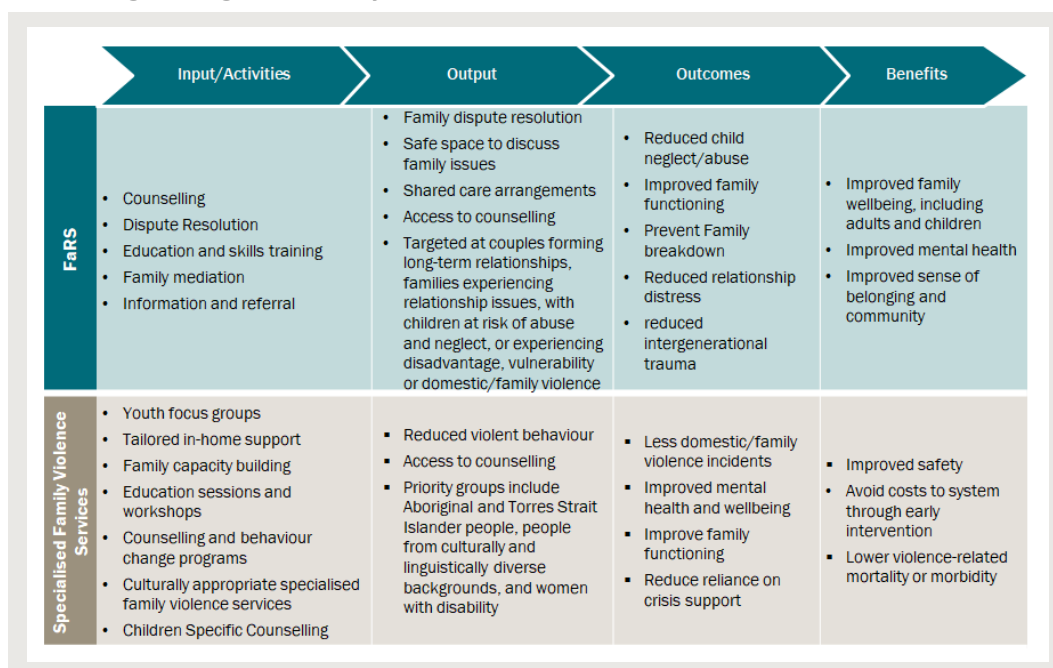 Input/Activities
Output
Outcomes
Benefits
FaRS
• Counselling
• Dispute Resolution
• Education and skills training
• Family mediation
• Information and referral
• Family dispute resolution
• Safe space to discuss
family issues
• Shared care arrangements
• Access to counselling
• Targeted at couples forming
long-term relationships,
families experiencing
relationship issues, with
children at risk of abuse
and neglect, or experiencing
disadvantage, vulnerability
or domestic/family violence
• Reduced child
neglect/abuse
• Improved family
functioning
• Prevent Family
breakdown
• Reduced relationship
distress
• reduced
intergenerational
trauma
• Improved family
wellbeing, including
adults and children
• Improved mental health
• Improved sense of
belonging and
community
Specialised Family Violence
Services
• Youth focus groups
• Tailored in-home support
• Family capacity building
• Education sessions and
workshops
• Counselling and behaviour
change programs
• Culturally appropriate specialised
family violence services
• Children Specific Counselling
▪ Reduced violent behaviour
▪ Access to counselling
▪ Priority groups include
Aboriginal and Torres Strait
Islander people, people
from culturally and
linguistically diverse
backgrounds, and women
with disability
▪ Less domestic/family
violence incidents
▪ Improved mental
health and wellbeing
▪ Improve family
functioning
▪ Reduce reliance on
crisis support
▪ Improved safety
• Avoid costs to system
through early
intervention
▪ Lower violence-related
mortality or morbidity